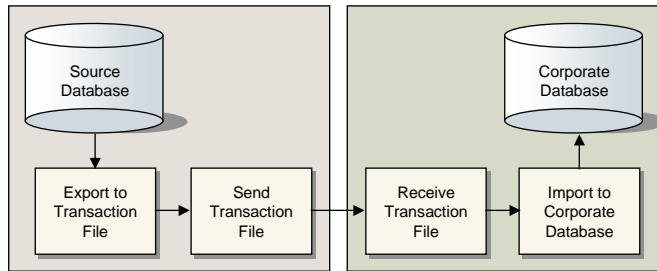 Source
Database
Corporate
Database
Export to
Transaction
File
Send
Transaction
File
Receive
Transaction
File
Import to
Corporate
Database